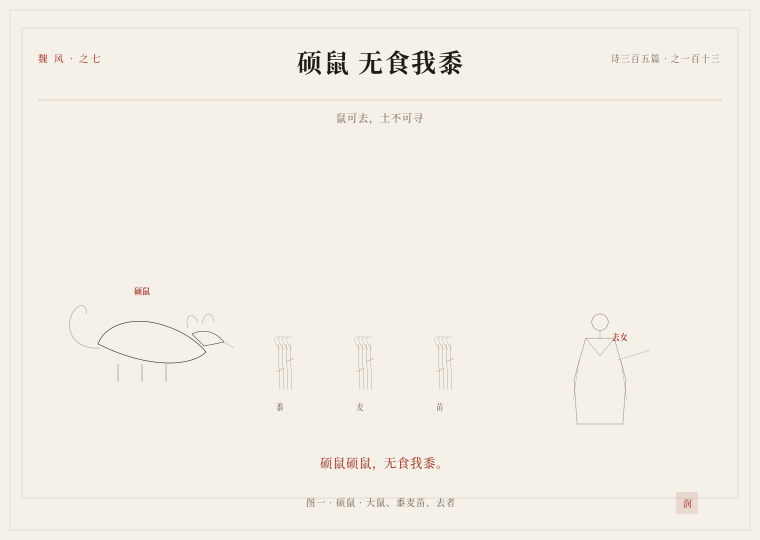 魏 风 · 之七
硕鼠 无食我黍
诗三百五篇 · 之一百十三
鼠可去，土不可寻
硕鼠
去女
黍
麦
苗
硕鼠硕鼠，无食我黍。
图一 · 硕鼠 · 大鼠、黍麦苗、去者
润